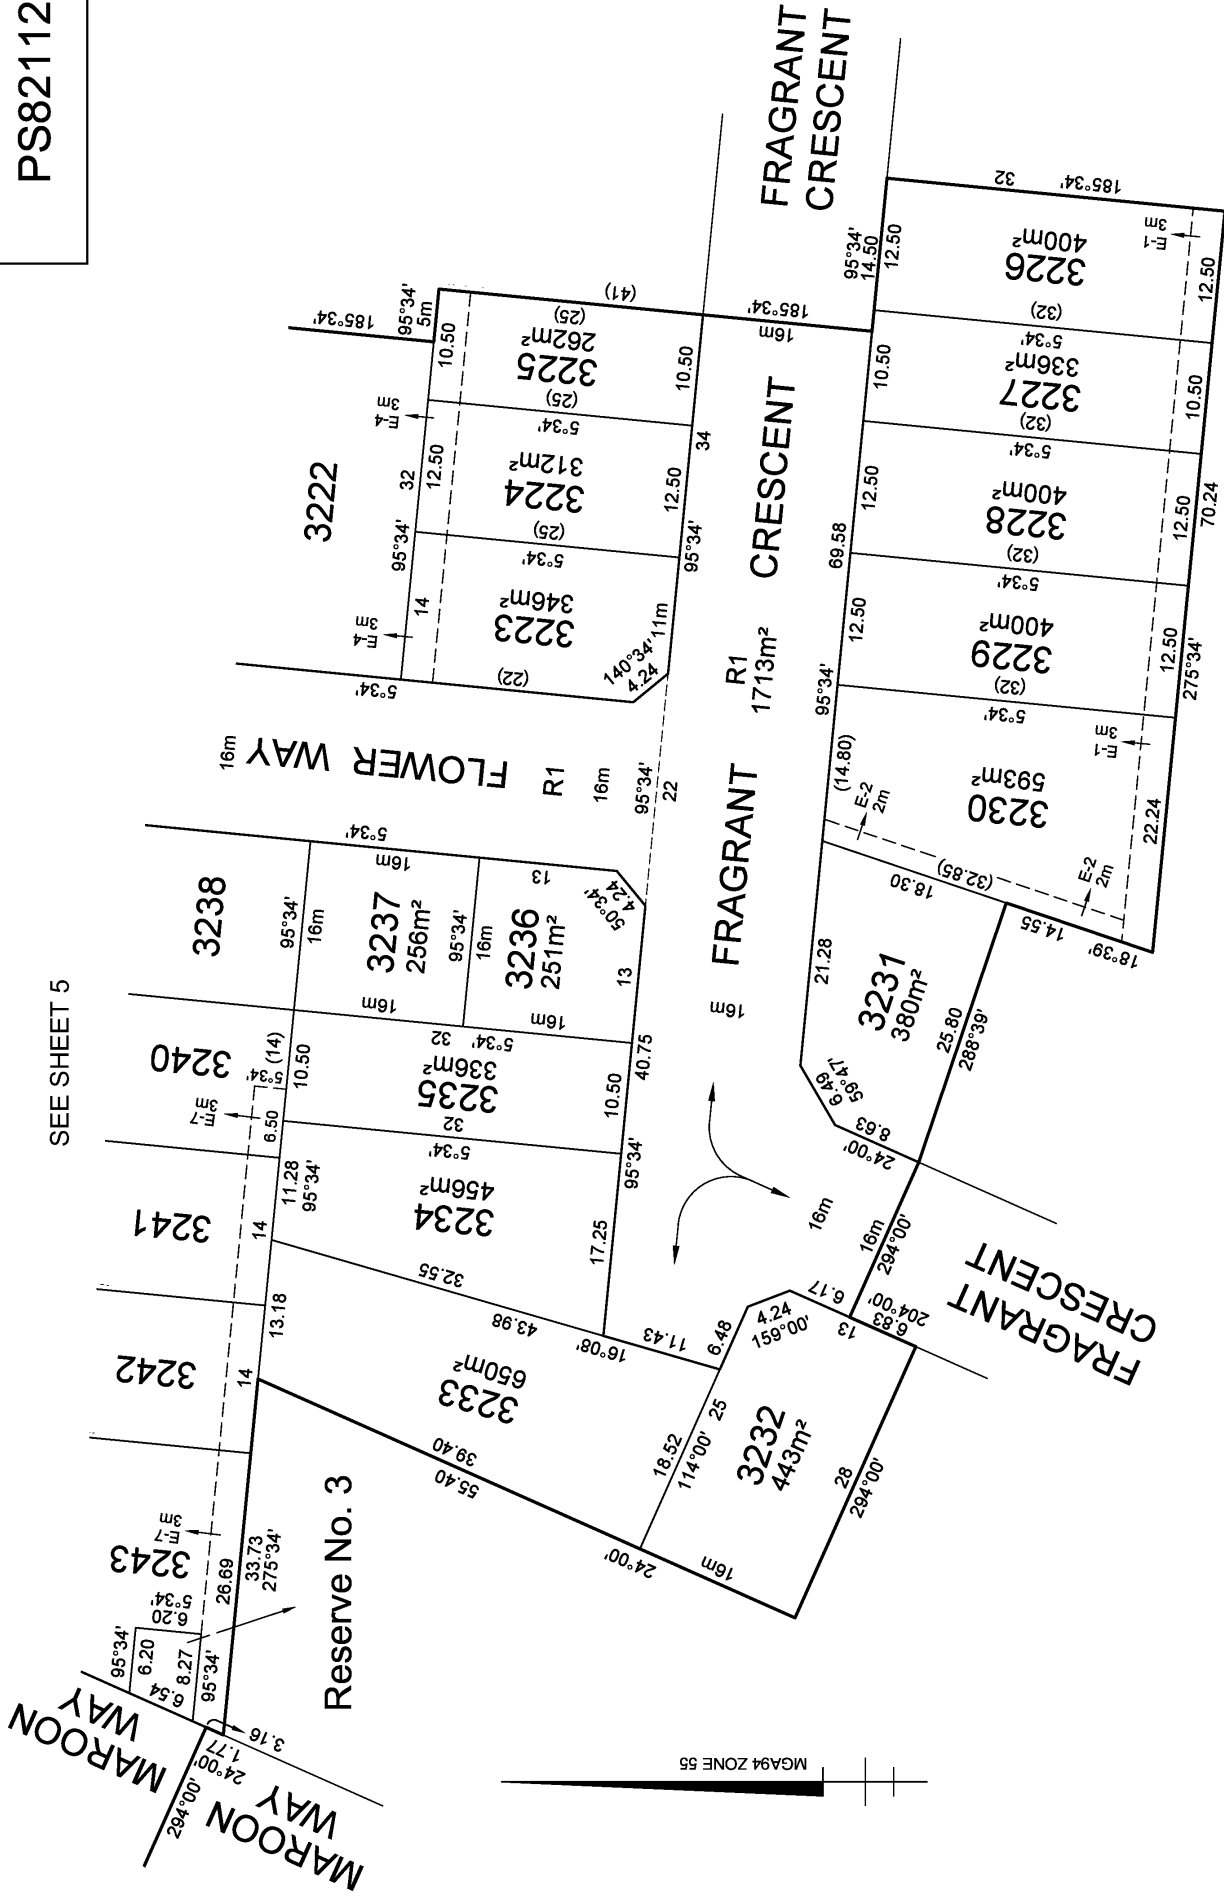 PS82112
SEE SHEET 5
FRAGRANT
CRESCENT
185°34'
95°34'
5m
(41)
3222
E-4
3m
32
95°34'
10.50
3225
262m²
(25)
(25)
10.50
12.50
3224
312m²
5°34'
(25)
12.50
34
E-4
3m
14
3223
346m²
5°34'
(22)
140°34'
4.24
11m
95°34'
5°34'
16m
FLOWER WAY
R1
16m
95°34'
22
185°34'
16m
FRAGRANT CRESCENT
R1
1713m²
16m
95°34'
14.50
12.50
32
185°34'
3226
400m²
E-1
3m
(32)
12.50
10.50
5°34'
3227
336m²
(32)
10.50
12.50
5°34'
3228
400m²
(32)
12.50
70.24
69.58
12.50
5°34'
3229
400m²
(32)
12.50
275°34'
95°34'
(14.80)
5°34'
3230
593m²
E-1
3m
22.24
E-2
2m
E-2
2m
(32.85)
18.30
14.55
18°39'
21.28
3231
380m²
25.80
288°39'
6.49
59°47'
8.63
24°00'
3238
5°34'
95°34'
16m
16m
3237
256m²
16m
95°34'
16m
13
3236
251m²
50°34'
4.24
13
16m
40.75
3240
(14)
5°34'
10.50
E-7
3m
6.50
32
5°34'
3235
336m²
32
10.50
3241
11.28
95°34'
14
5°34'
3234
456m²
95°34'
17.25
32.55
3242
13.18
14
43.98
16°08'
11.43
3233
650m²
39.40
55.40
24°00'
16m
6.48
4.24
159°00'
6.17
13
6.83
204°00'
18.52
25
114°00'
3232
443m²
28
294°00'
16m
16m
294°00'
FRAGRANT
CRESCENT
3243
E-7
3m
26.69
33.73
275°34'
6.20
5°34'
95°34'
6.20
8.27
6.54
95°34'
Reserve No. 3
MAROON
WAY
3.16
1.77
24°00'
294°00'
MAROON
WAY
MGA94 ZONE 55